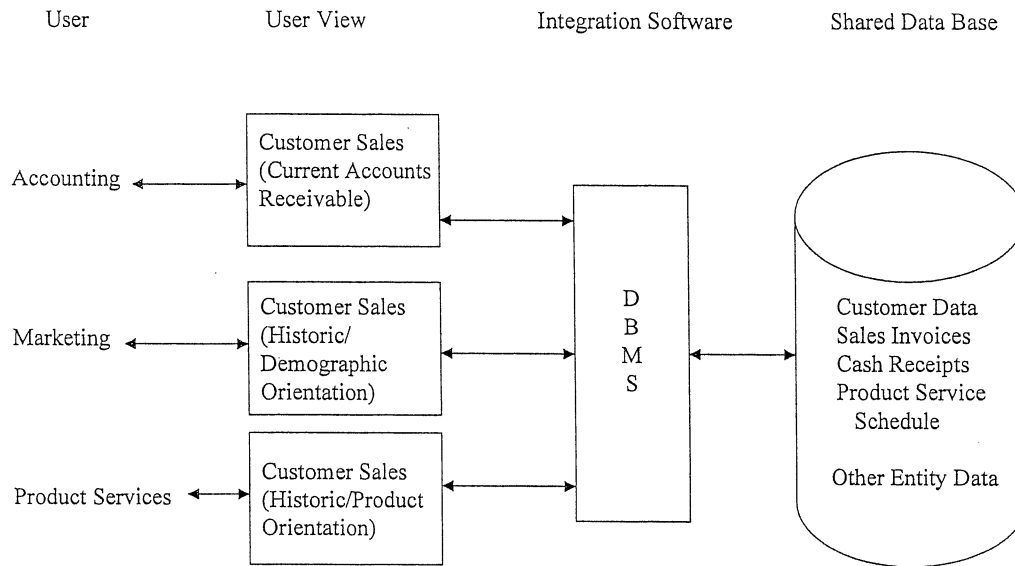 User
User View
Integration Software
Shared Data Base
Accounting
Customer Sales
(Current Accounts
Receivable)
Marketing
Customer Sales
(Historic/
Demographic
Orientation)
Product Services
Customer Sales
(Historic/Product
Orientation)
D
B
M
S
Customer Data
Sales Invoices
Cash Receipts
Product Service
Schedule
Other Entity Data